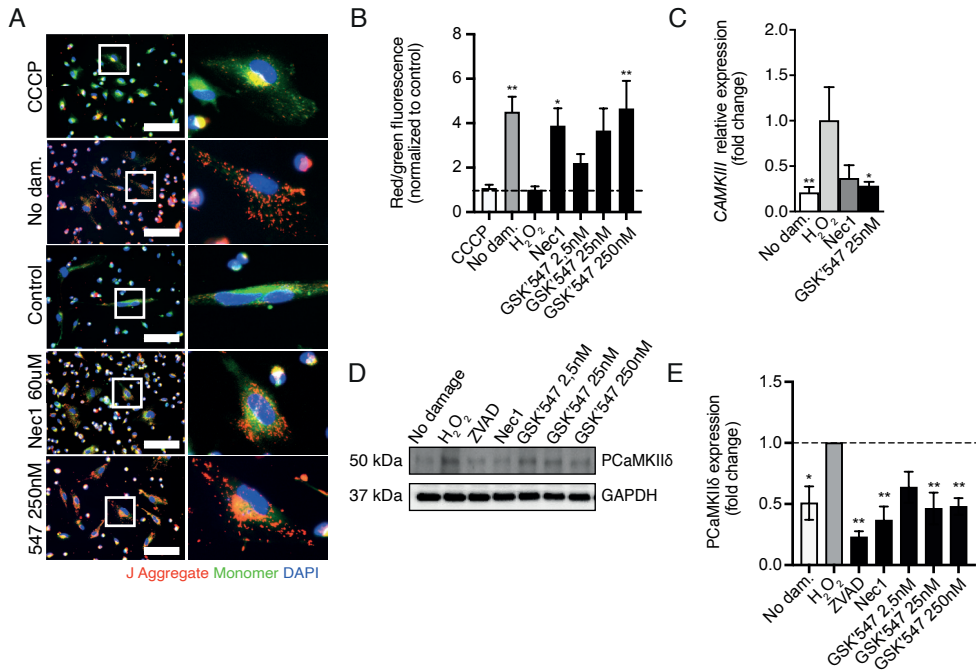 A
CCCP
No dam.
Control
Nec1 60uM
547 250nM
J Aggregate Monomer DAPI
B
Red/green fluorescence
(normalized to control)
8
6
4
2
0
**
*
**
CCCP
No dam.
H2O2
Nec1
GSK'547 2,5nM
GSK'547 25nM
GSK'547 250nM
C
CAMKII relative expression
(fold change)
2.0
1.5
1.0
0.5
0.0
**
*
No dam.
H2O2
Nec1
GSK'547 25nM
D
No damage
H2O2
ZVAD
Nec1
GSK'547 2,5nM
GSK'547 25nM
GSK'547 250nM
50 kDa
PCaMKIIδ
37 kDa
GAPDH
E
PCaMKIIδ expression
(fold change)
1.5
1.0
0.5
0.0
*
**
**
**
**
No dam.
H2O2
ZVAD
Nec1
GSK'547 2,5nM
GSK'547 25nM
GSK'547 250nM